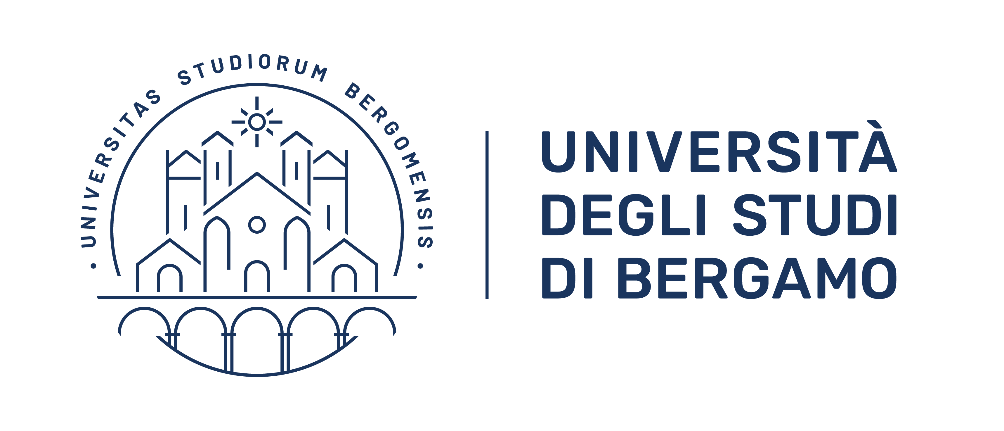 · UNIVERSITAS STUDIORUM BERGOMENSIS ·
UNIVERSITÀ
DEGLI STUDI
DI BERGAMO